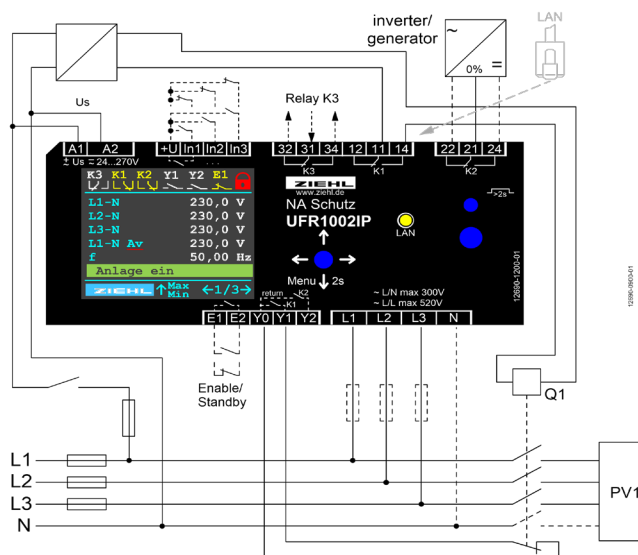 inverter/
generator
LAN
~
0%
=
Us
Relay K3
A1 A2
+U In1 In2 In3
32 31 34 12 11 14
22 21 24
± Us = 24...270V
...
K3 K1 K2
K3 K1 K2 Y1 Y2 E1
ZIEHL
www.ziehl.de
NA Schutz
UFR1002IP
>2s
L1-N 230,0 V
L2-N 230,0 V
L3-N 230,0 V
L1-N Av 230,0 V
f 50,00 Hz
Anlage ein
ZIEHL ↑Max Min ←1/3→
LAN
Menu 2s
return K2
K1
~ L/N max 300V
~ L/L max 520V
12690-1200-01
12690-0900-01
E1 E2 Y0 Y1 Y2
L1 L2 L3 N
Enable/
Standby
Q1
L1
L2
L3
N
PV1